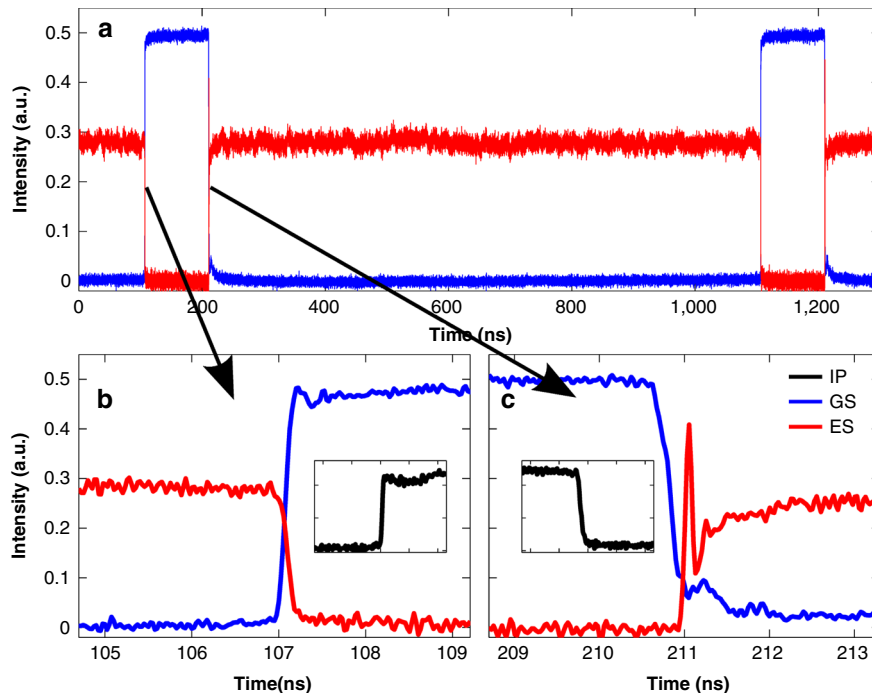 a
Intensity (a.u.)
0.5
0.4
0.3
0.2
0.1
0
0 200 400 600 800 1,000 1,200
Time (ns)
b
Intensity (a.u.)
0.5
0.4
0.3
0.2
0.1
0
105 106 107 108 109
Time(ns)
c
IP
GS
ES
209 210 211 212 213
Time (ns)